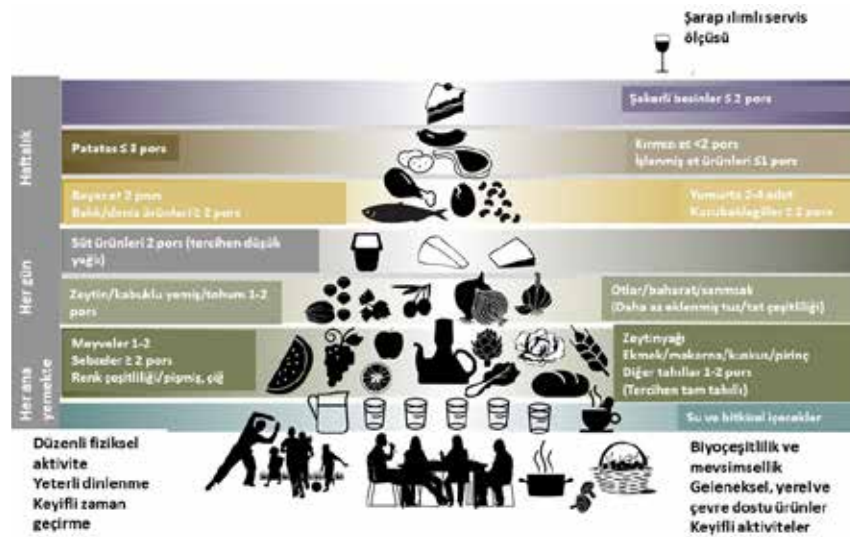 Şarap ılımlı servis
ölçüsü
Haftalık
Şekerli besinler ≤ 2 pors
Patates ≤ 3 pors
Kırmızı et <2 pors
İşlenmiş et ürünleri ≤1 pors
Beyaz et 2 pors
Balık/deniz ürünleri ≥ 2 pors
Yumurta 2-4 adet
Kurubaklagiller ≥ 2 pors
Her gün
Süt ürünleri 2 pors (tercihen düşük
yağlı)
Zeytin/kabuklu yemiş/tohum 1-2
pors
Otlar/baharat/sarımsak
(Daha az eklenmiş tuz/tat çeşitliliği)
Her ana
yemekte
Meyveler 1-2
Sebzeler ≥ 2 pors
Renk çeşitliliği/pişmiş, çiğ
Zeytinyağı
Ekmek/makarna/kuskus/pirinç
Diğer tahıllar 1-2 pors
(Tercihen tam tahıllı)
Su ve bitkisel içecekler
Düzenli fiziksel
aktivite
Yeterli dinlenme
Keyifli zaman
geçirme
Biyoçeşitlilik ve
mevsimsellik
Geleneksel, yerel ve
çevre dostu ürünler
Keyifli aktiviteler